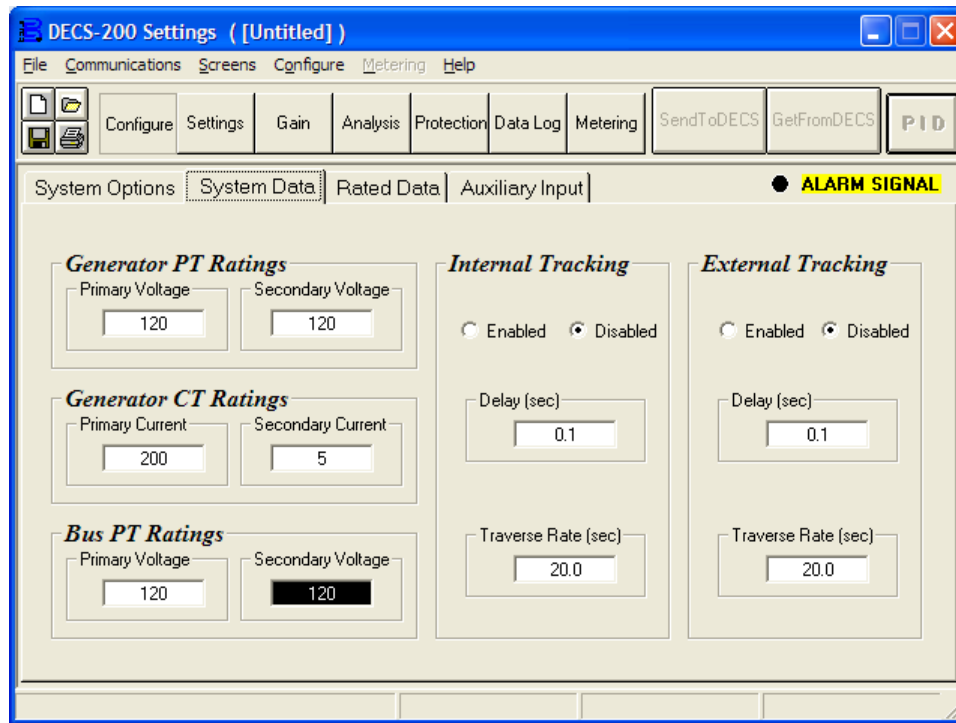 DECS-200 Settings ( [Untitled] )
File Communications Screens Configure Metering Help
Configure Settings Gain Analysis Protection Data Log Metering SendToDECS GetFromDECS PID
System Options System Data Rated Data Auxiliary Input ALARM SIGNAL
Generator PT Ratings
Primary Voltage Secondary Voltage
120 120
Generator CT Ratings
Primary Current Secondary Current
200 5
Bus PT Ratings
Primary Voltage Secondary Voltage
120 120
Internal Tracking
Enabled Disabled
Delay (sec)
0.1
Traverse Rate (sec)
20.0
External Tracking
Enabled Disabled
Delay (sec)
0.1
Traverse Rate (sec)
20.0